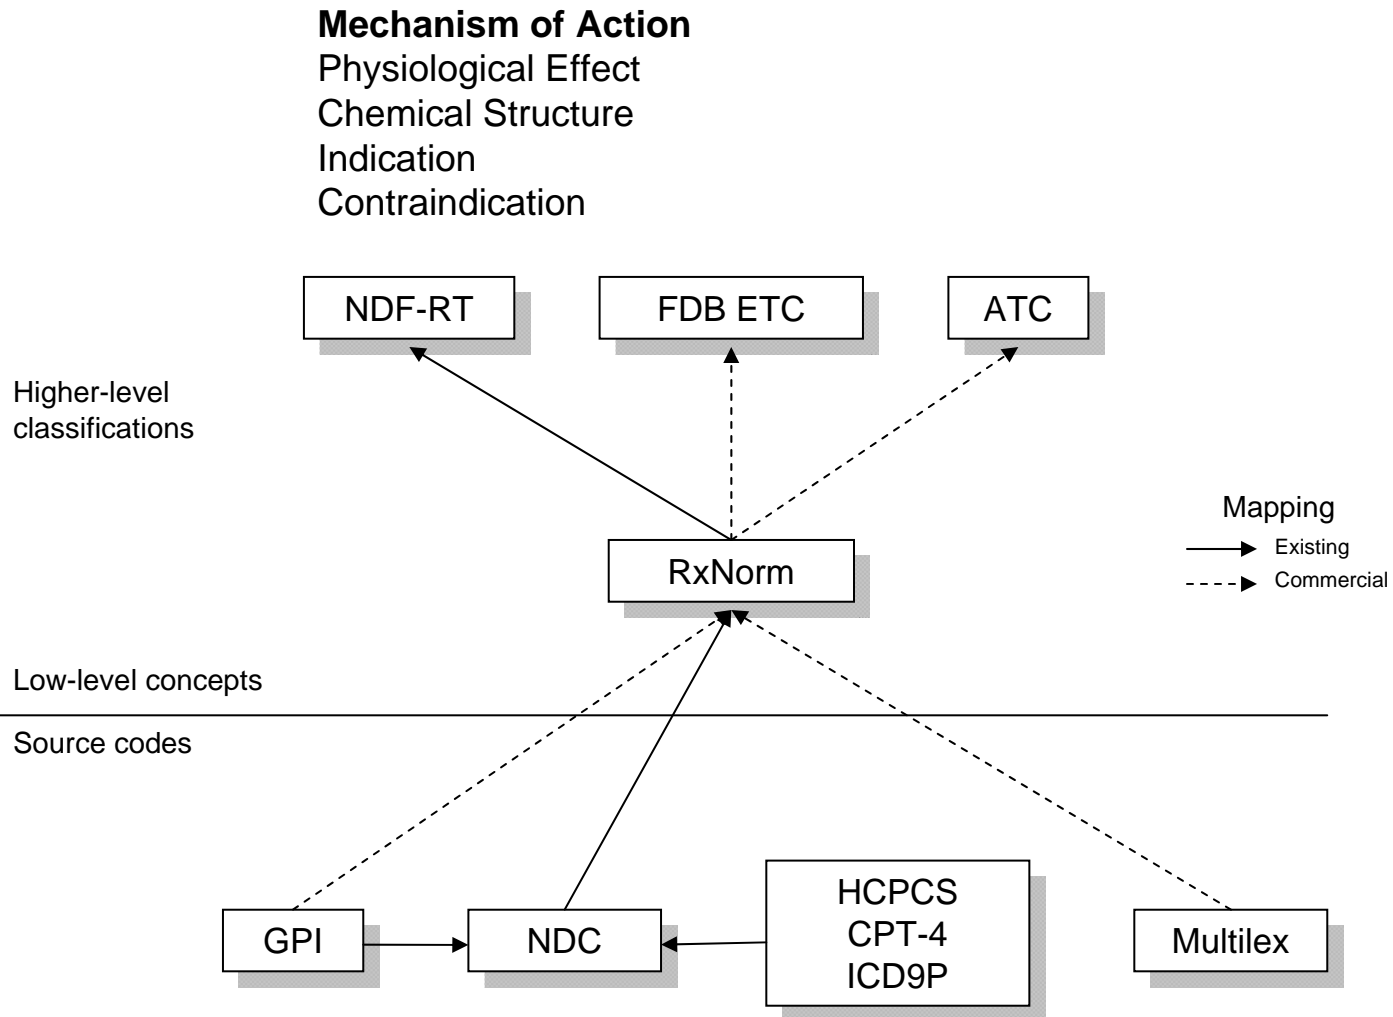 Mechanism of Action
Physiological Effect
Chemical Structure
Indication
Contraindication
NDF-RT
FDB ETC
ATC
Higher-level
classifications
Mapping
Existing
Commercial
RxNorm
Low-level concepts
Source codes
GPI
NDC
HCPCS
CPT-4
ICD9P
Multilex